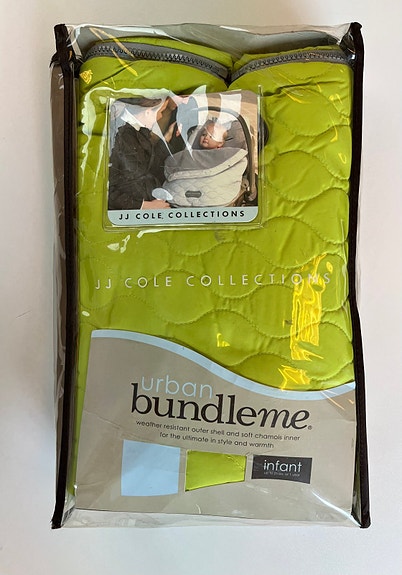 JJ COLE COLLECTIONS
JJ COLE COLLECTIONS
urban
bundleme®
weather resistant outer shell and soft chamois inner
for the ultimate in style and warmth
infant